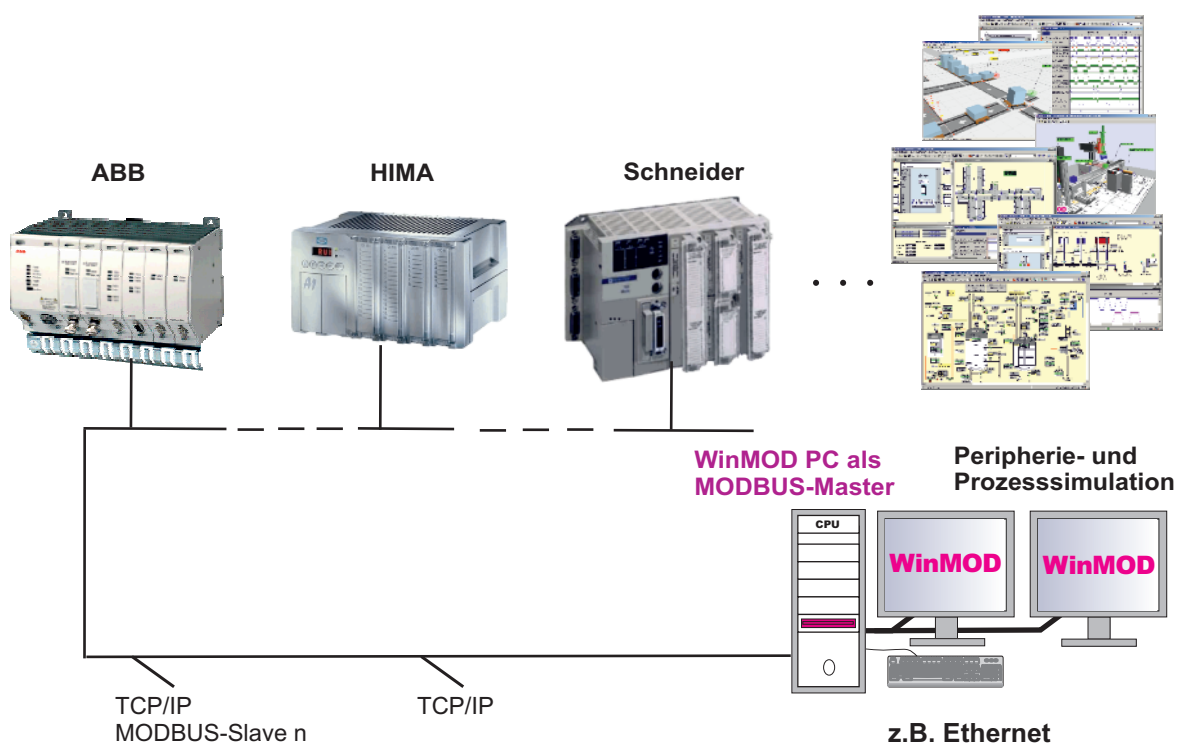 ABB
HIMA
Schneider
. . .
WinMOD PC als
MODBUS-Master
Peripherie- und
Prozesssimulation
CPU
WinMOD
WinMOD
TCP/IP
MODBUS-Slave n
TCP/IP
z.B. Ethernet